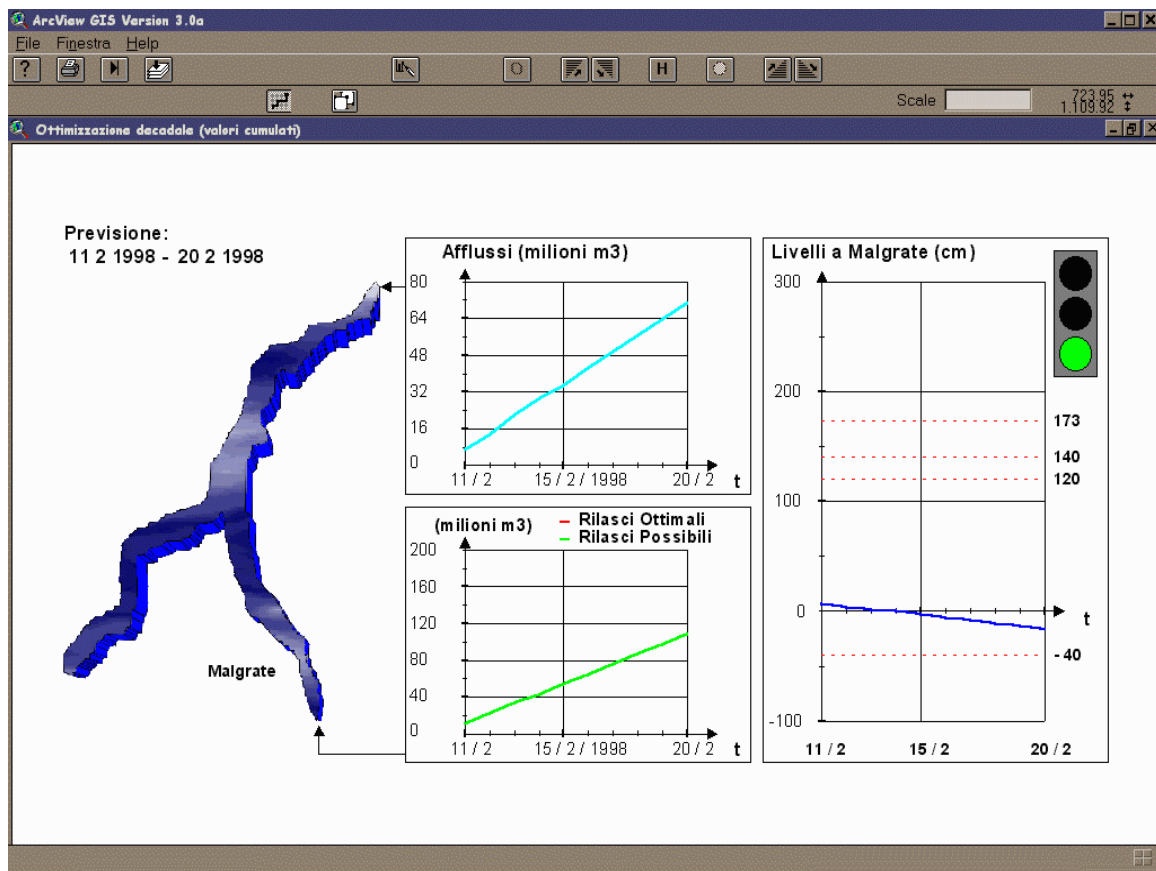 ArcView GIS Version 3.0a
File Finestra Help
?
H
Scale
723.95
1.109.92
Ottimizzazione decadale (valori cumulati)
Previsione:
11 2 1998 - 20 2 1998
Malgrate
Afflussi (milioni m3)
80
64
48
32
16
0
11 / 2 15 / 2 / 1998 20 / 2 t
(milioni m3)
Rilasci Ottimali
Rilasci Possibili
200
160
120
80
40
0
11 / 2 15 / 2 / 1998 20 / 2 t
Livelli a Malgrate (cm)
300
200
173
140
120
100
0
t
- 40
-100
11 / 2 15 / 2 20 / 2